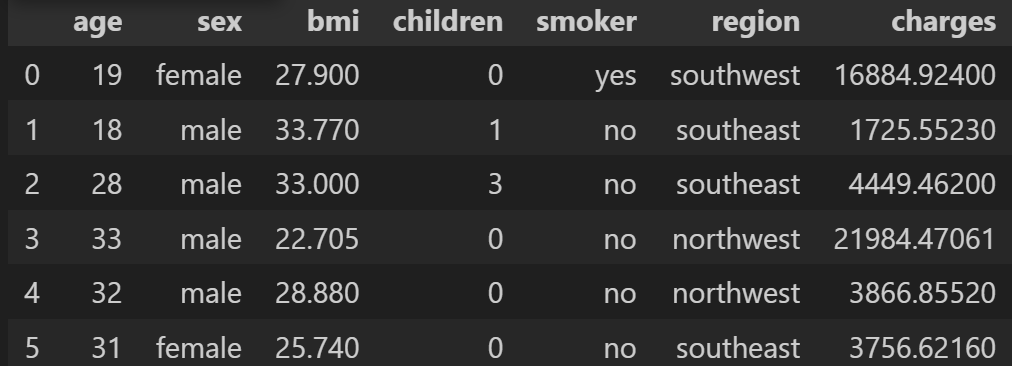 age sex bmi children smoker region charges
0 19 female 27.900 0 yes southwest 16884.92400
1 18 male 33.770 1 no southeast 1725.55230
2 28 male 33.000 3 no southeast 4449.46200
3 33 male 22.705 0 no northwest 21984.47061
4 32 male 28.880 0 no northwest 3866.85520
5 31 female 25.740 0 no southeast 3756.62160